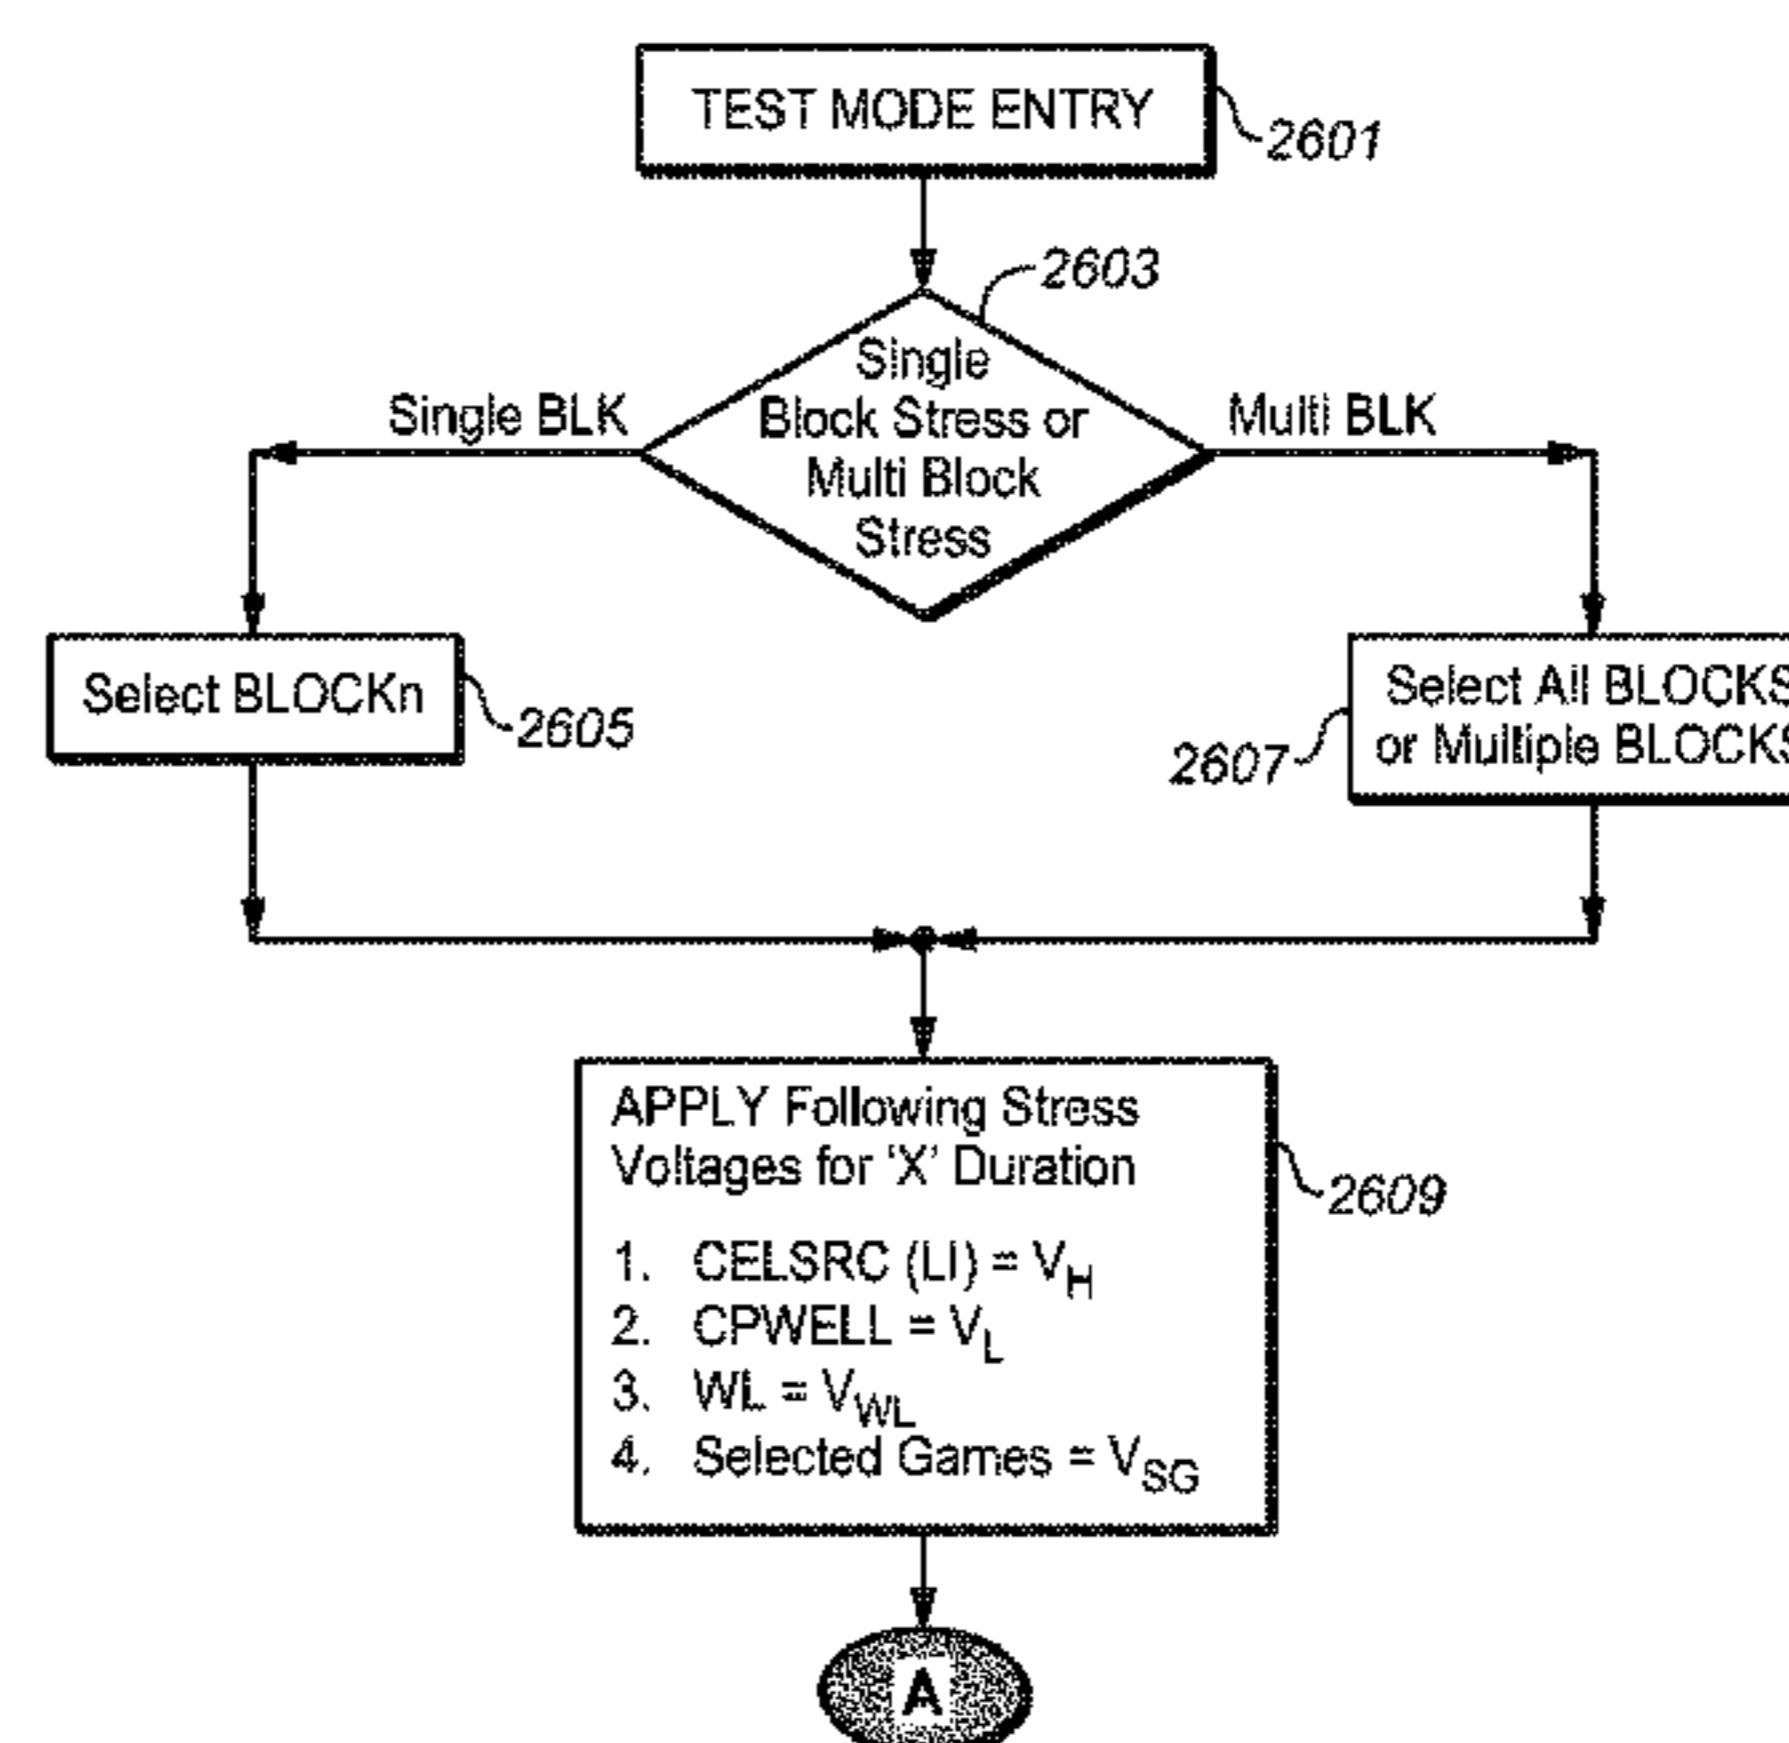 TEST MODE ENTRY
2601
2603
Single
Block Stress or
Multi Block
Stress
Single BLK
Multi BLK
Select BLOCKn
2605
Select All BLOCKS
or Multiple BLOCKS
2607
APPLY Following Stress
Voltages for ‘X’ Duration
2609
1. CELSRC (LI) = VH
2. CPWELL = VL
3. WL = VWL
4. Selected Games = VSG
A